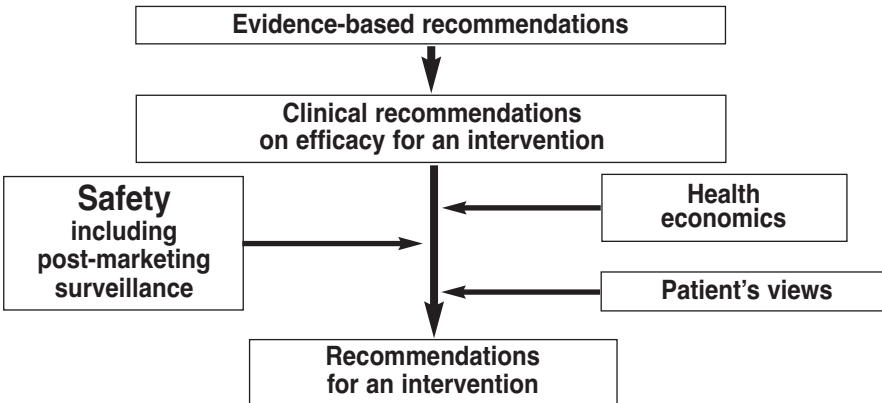 Evidence-based recommendations
Clinical recommendations
on efficacy for an intervention
Safety
including
post-marketing
surveillance
Health
economics
Patient's views
Recommendations
for an intervention